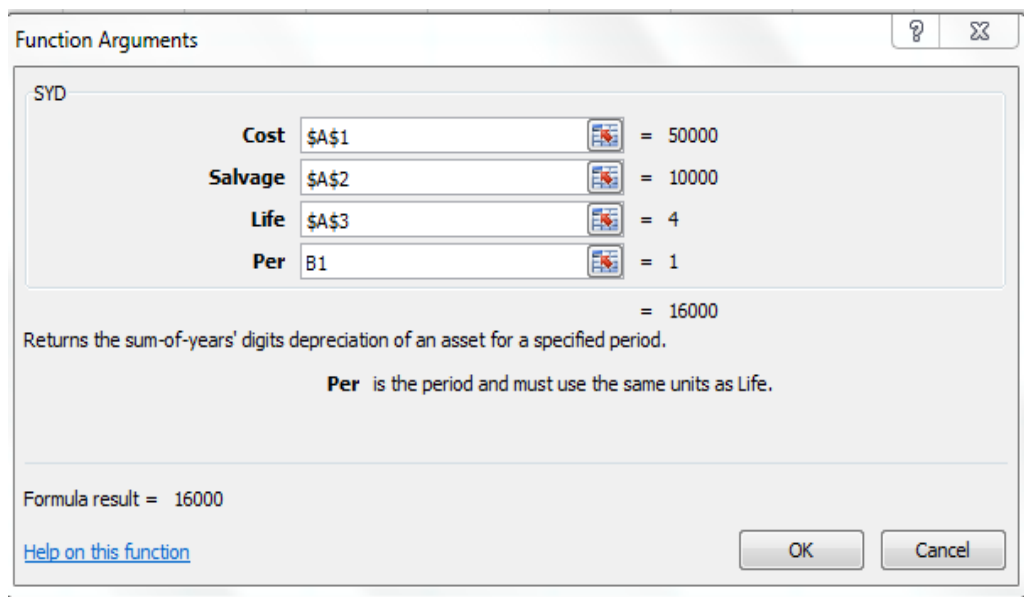 Function Arguments
SYD
Cost $A$1 = 50000
Salvage $A$2 = 10000
Life $A$3 = 4
Per B1 = 1
= 16000
Returns the sum-of-years' digits depreciation of an asset for a specified period.
Per is the period and must use the same units as Life.
Formula result = 16000
Help on this function OK Cancel